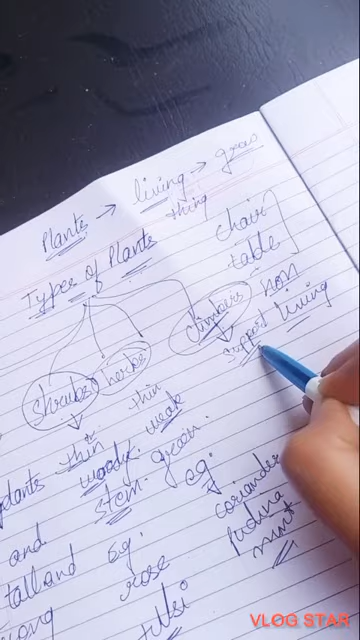 Plants → living → grow
thing
Types of Plants
chair
table
non
living
shrubs
herbs
climbers
support
thin
woody
stem
thin
weak
green
plants
and
tall and
eg:
rose
tulsi
eg:
coriander
pudina
mint
VLOG STAR